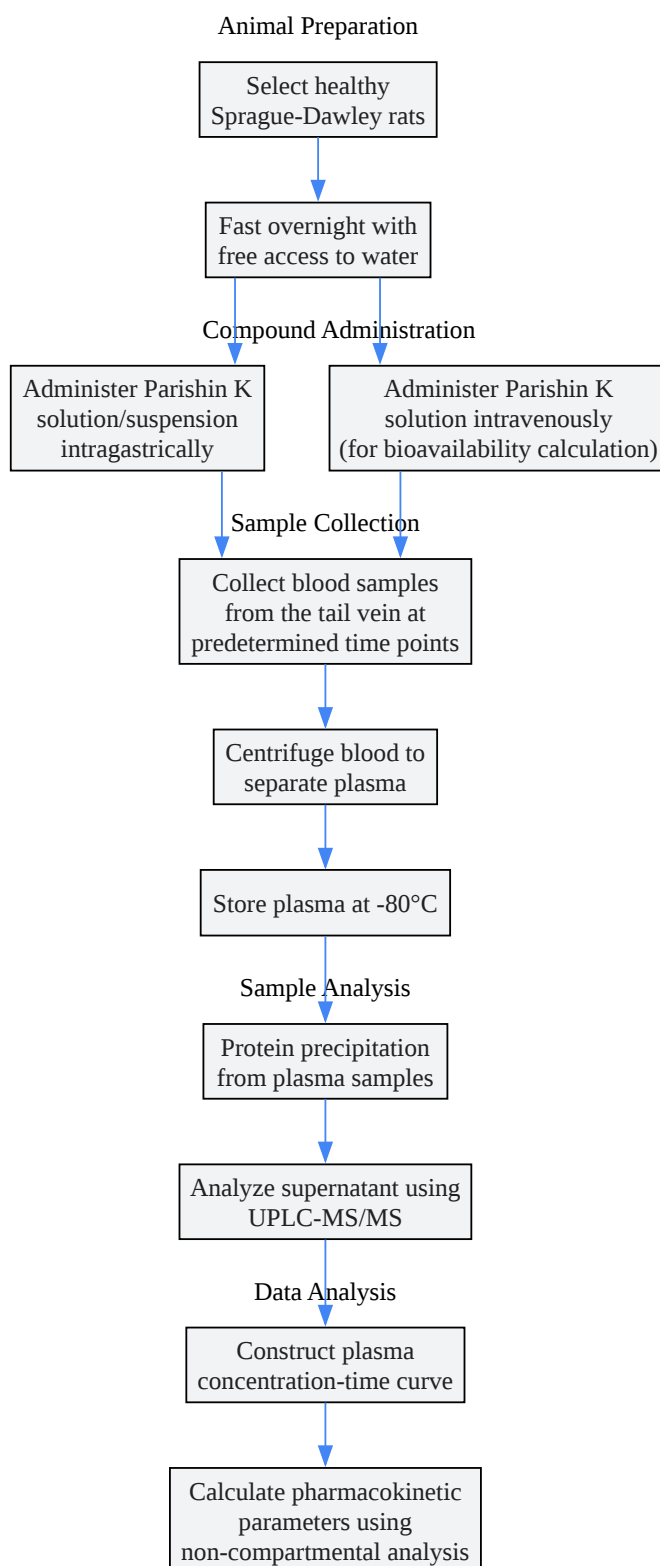 Animal Preparation
Select healthy
Sprague-Dawley rats
Fast overnight with
free access to water
Compound Administration
Administer Parishin K
solution/suspension
intragastrically
Administer Parishin K
solution intravenously
(for bioavailability calculation)
Sample Collection
Collect blood samples
from the tail vein at
predetermined time points
Centrifuge blood to
separate plasma
Store plasma at -80°C
Sample Analysis
Protein precipitation
from plasma samples
Analyze supernatant using
UPLC-MS/MS
Data Analysis
Construct plasma
concentration-time curve
Calculate pharmacokinetic
parameters using
non-compartmental analysis